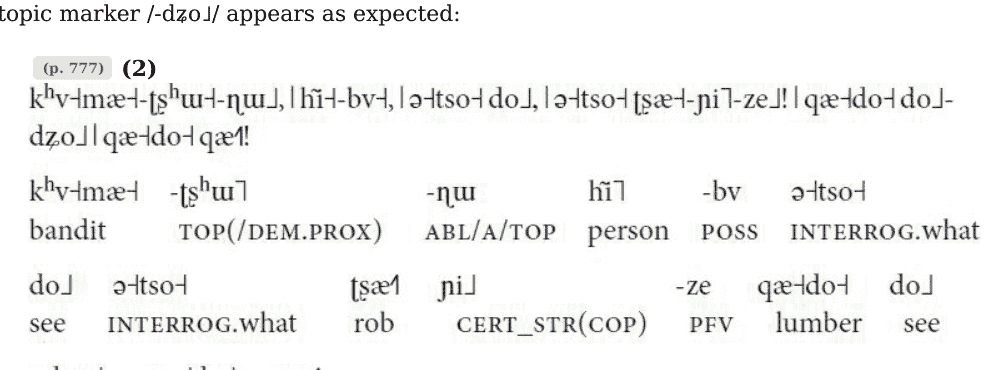 topic marker /-dʐo˩/ appears as expected:
(p. 777) (2)
kʰv̩˧mæ˧-ʈʂʰɯ˧-ɳɯ˩, | hĩ˧-bv̩˧, | ə˧tso˧ do˩, | ə˧tso˧ ʈʂæ˧-ɲi˥-ze˩! | qæ˧do˧ do˩-
dʐo˩ | qæ˧do˧ qæ˧˥!
kʰv̩˧mæ˧ -ʈʂʰɯ˥ -ɳɯ hĩ˥ -bv̩ ə˧tso˧
bandit TOP(/DEM.PROX) ABL/A/TOP person POSS INTERROG.what
do˩ ə˧tso˧ ʈʂæ˧˥ ɲi˩ -ze qæ˧do˧ do˩
see INTERROG.what rob CERT_STR(COP) PFV lumber see